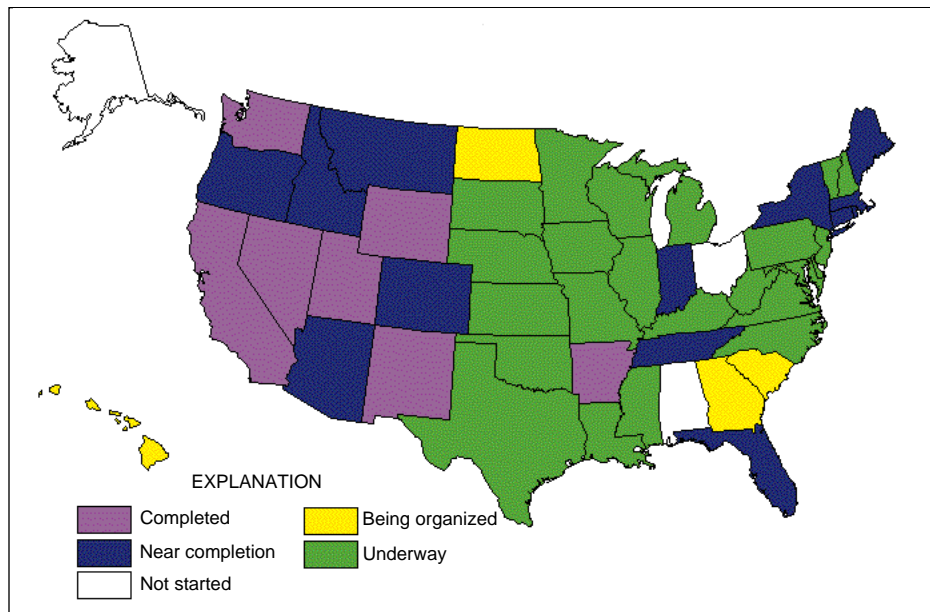 EXPLANATION
Completed
Being organized
Near completion
Underway
Not started